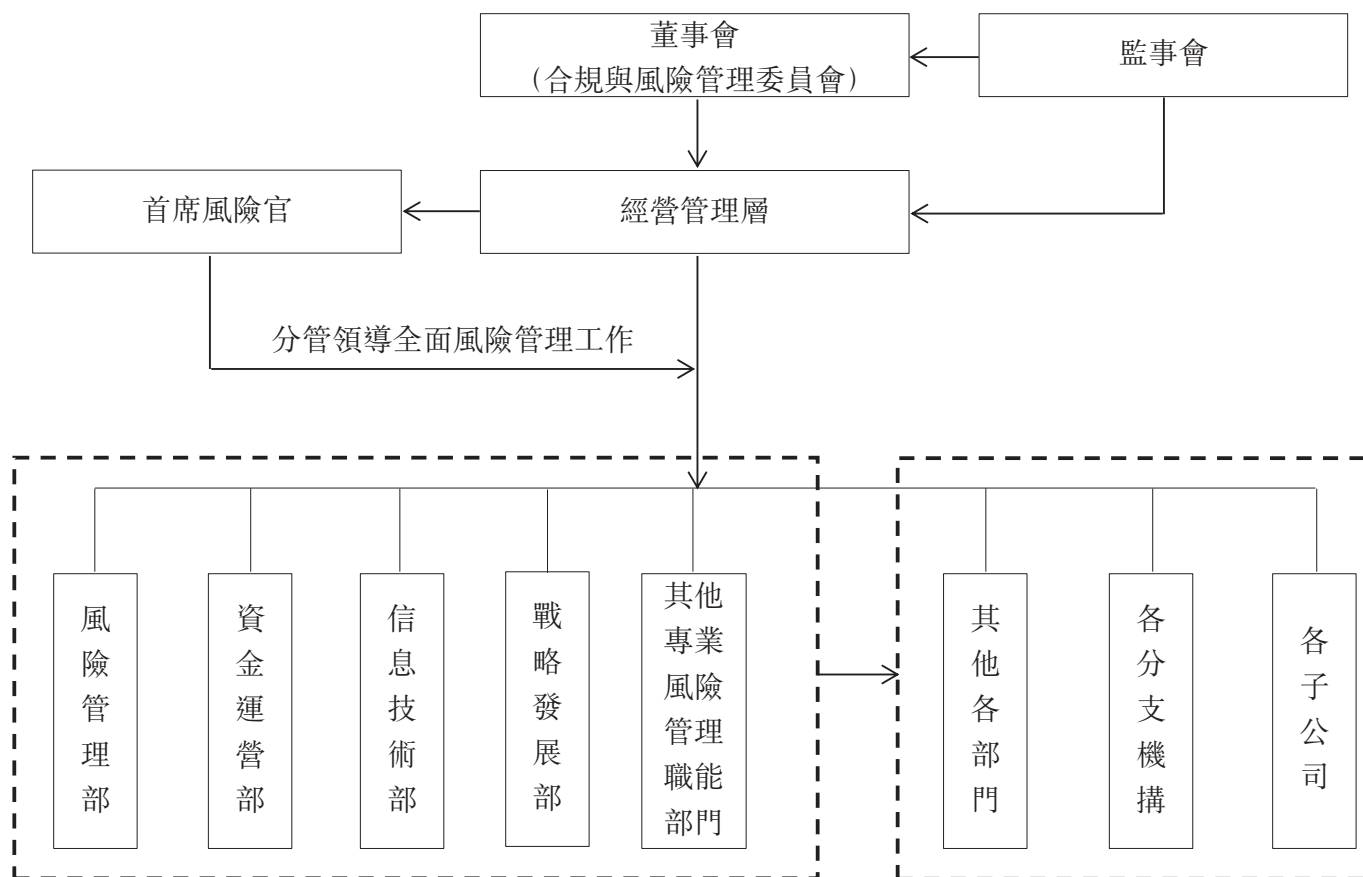 董事會
（合規與風險管理委員會）
監事會
首席風險官
經營管理層
分管領導全面風險管理工作
風險管理部
資金運營部
信息技術部
戰略發展部
其他
專業
風險
管理
職能
部門
其他各部門
各分支機搆
各子公司